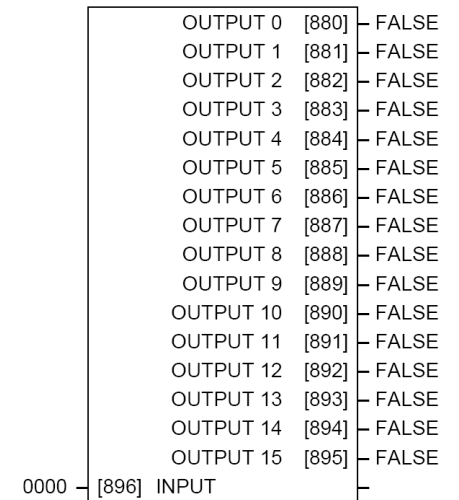 OUTPUT 0 [880] – FALSE
OUTPUT 1 [881] – FALSE
OUTPUT 2 [882] – FALSE
OUTPUT 3 [883] – FALSE
OUTPUT 4 [884] – FALSE
OUTPUT 5 [885] – FALSE
OUTPUT 6 [886] – FALSE
OUTPUT 7 [887] – FALSE
OUTPUT 8 [888] – FALSE
OUTPUT 9 [889] – FALSE
OUTPUT 10 [890] – FALSE
OUTPUT 11 [891] – FALSE
OUTPUT 12 [892] – FALSE
OUTPUT 13 [893] – FALSE
OUTPUT 14 [894] – FALSE
OUTPUT 15 [895] – FALSE
0000 – [896] INPUT –